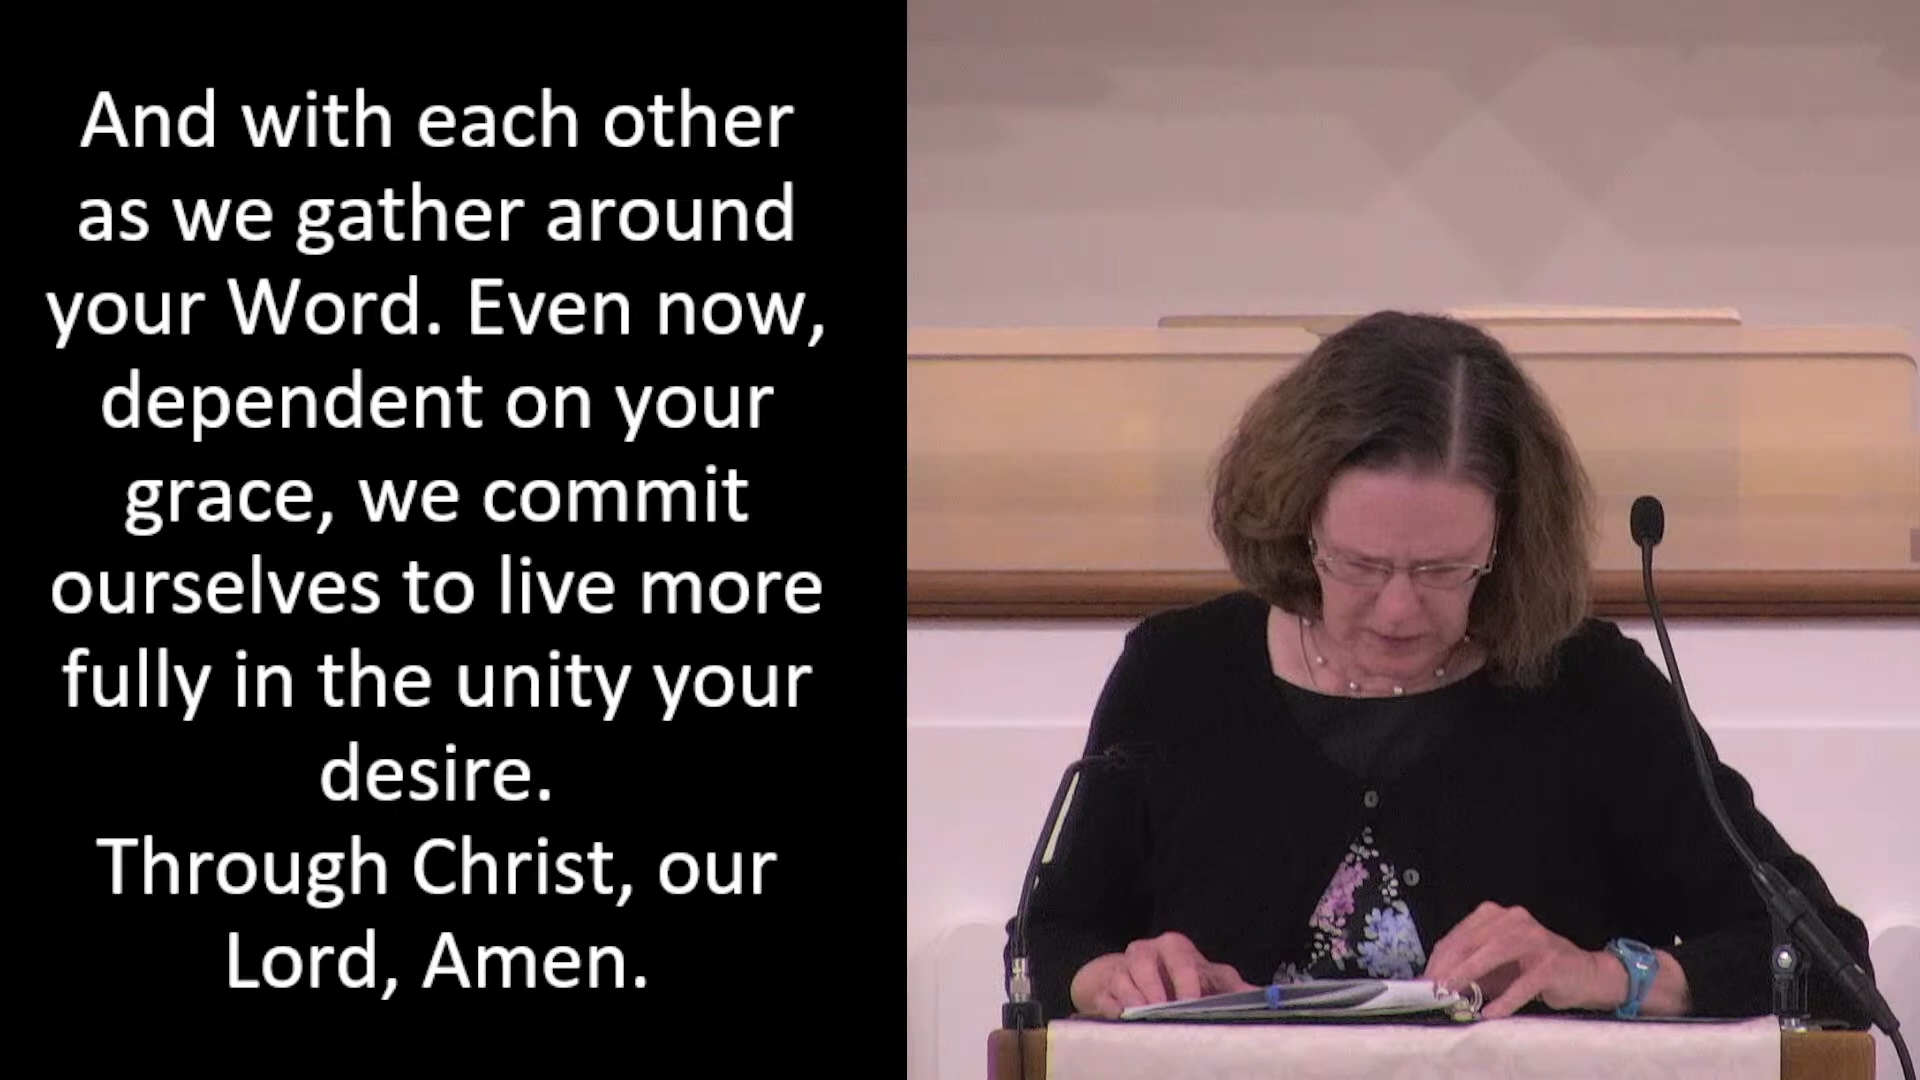 And with each other
as we gather around
your Word. Even now,
dependent on your
grace, we commit
ourselves to live more
fully in the unity your
desire.
Through Christ, our
Lord, Amen.